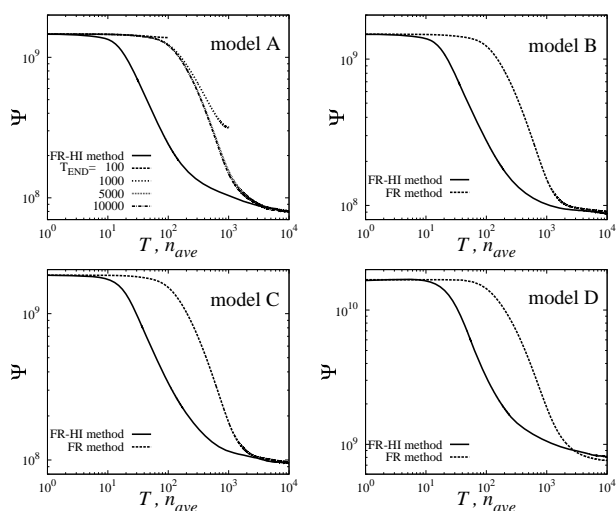 model A
10^9
10^8
Ψ
FR-HI method
T_END= 100
1000
5000
10000
10^0 10^1 10^2 10^3 10^4
T , n_ave
model B
10^9
10^8
Ψ
FR-HI method
FR method
10^0 10^1 10^2 10^3 10^4
T , n_ave
model C
10^9
10^8
Ψ
FR-HI method
FR method
10^0 10^1 10^2 10^3 10^4
T , n_ave
model D
10^10
10^9
Ψ
FR-HI method
FR method
10^0 10^1 10^2 10^3 10^4
T , n_ave